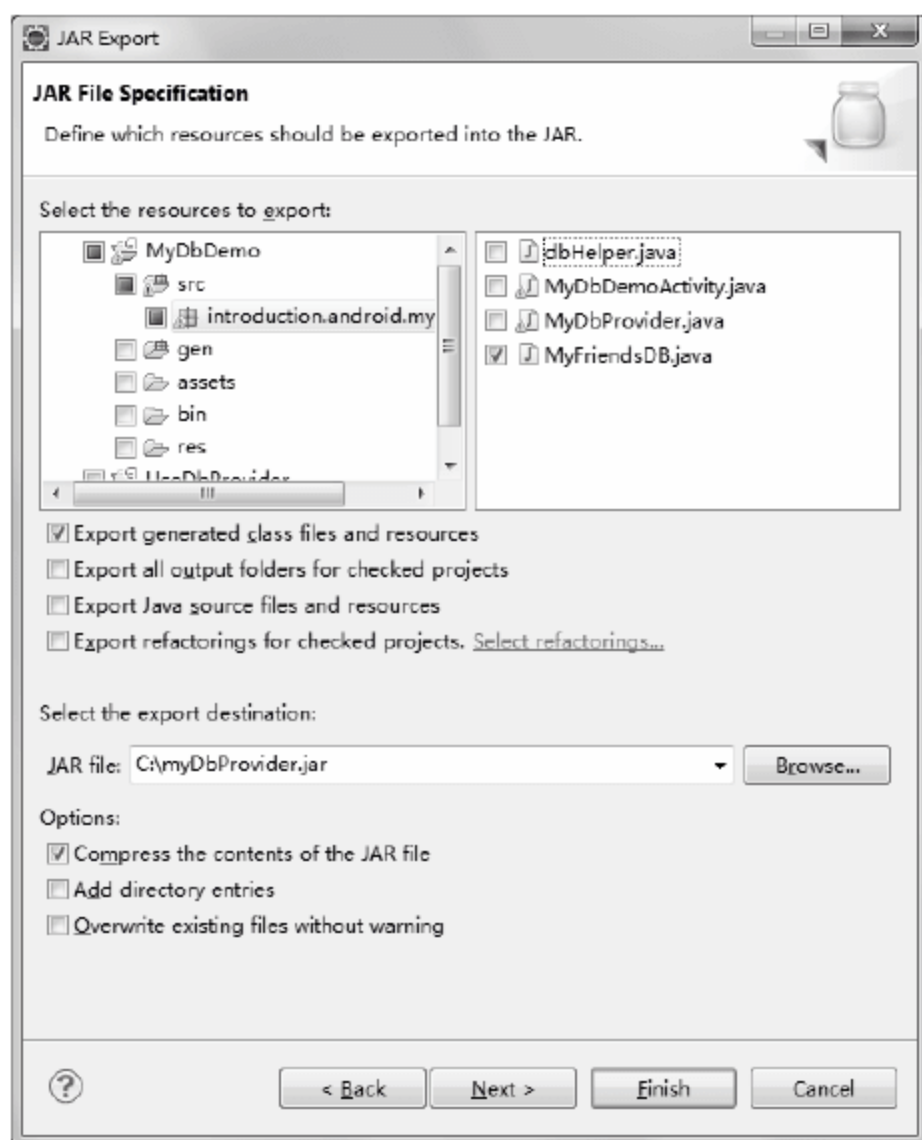 JAR Export
JAR File Specification
Define which resources should be exported into the JAR.
Select the resources to export:
MyDbDemo
src
introduction.android.my
gen
assets
bin
res
UseDbProvider
dbHelper.java
MyDbDemoActivity.java
MyDbProvider.java
MyFriendsDB.java
Export generated class files and resources
Export all output folders for checked projects
Export Java source files and resources
Export refactorings for checked projects. Select refactorings...
Select the export destination:
JAR file: C:\myDbProvider.jar Browse...
Options:
Compress the contents of the JAR file
Add directory entries
Overwrite existing files without warning
? < Back Next > Finish Cancel